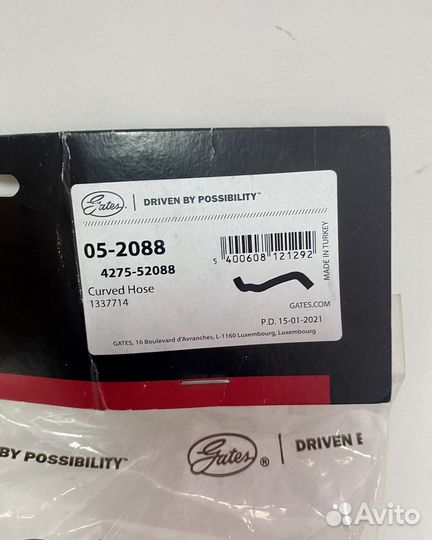 Gates
DRIVEN BY POSSIBILITY™
05-2088
4275-52088
Curved Hose
1337714
5 400608 121292
MADE IN TURKEY
GATES.COM
P.D. 15-01-2021
GATES, 16 Boulevard d'Avranches, L-1160 Luxembourg, Luxembourg
BY POSSIBILITY™
Gates®
DRIVEN E
Avito